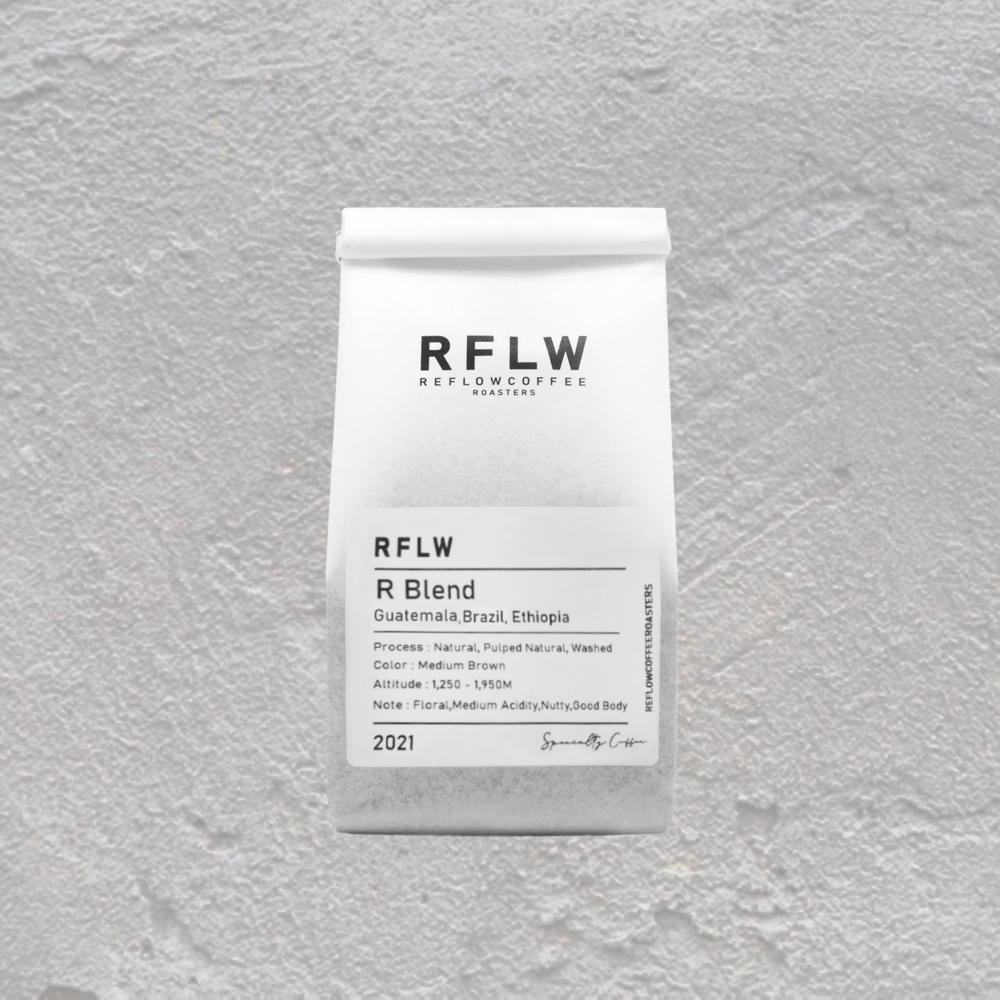 RFLW
REFLOWCOFFEE
ROASTERS
RFLW
R Blend
Guatemala,Brazil, Ethiopia
Process : Natural, Pulped Natural, Washed
Color : Medium Brown
Altitude : 1,250 - 1,950M
Note : Floral,Medium Acidity,Nutty,Good Body
2021
Specialty Coffee
REFLOWCOFFEEROASTERS